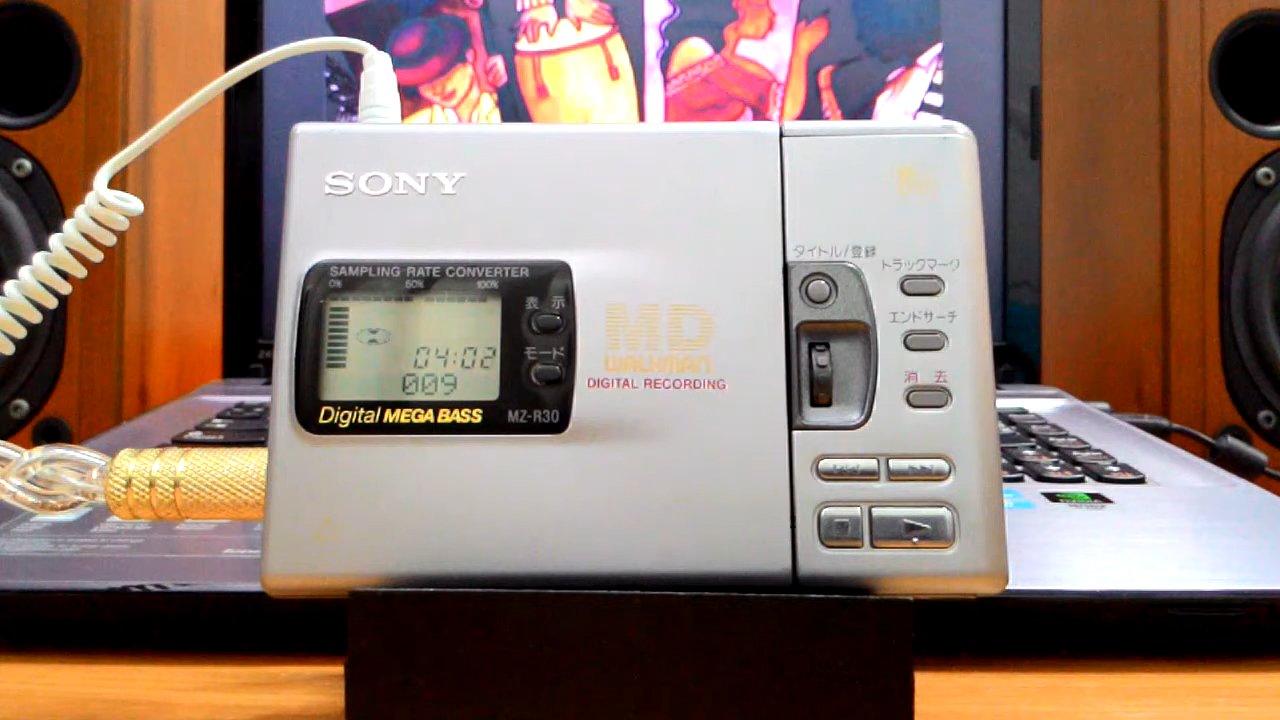 SONY
SAMPLING RATE CONVERTER
0% 50% 100%
表 示
モード
04:02
009
Digital MEGA BASS MZ-R30
MD
WALKMAN
DIGITAL RECORDING
タイトル/登録
トラックマーク
エンドサーチ
消 去